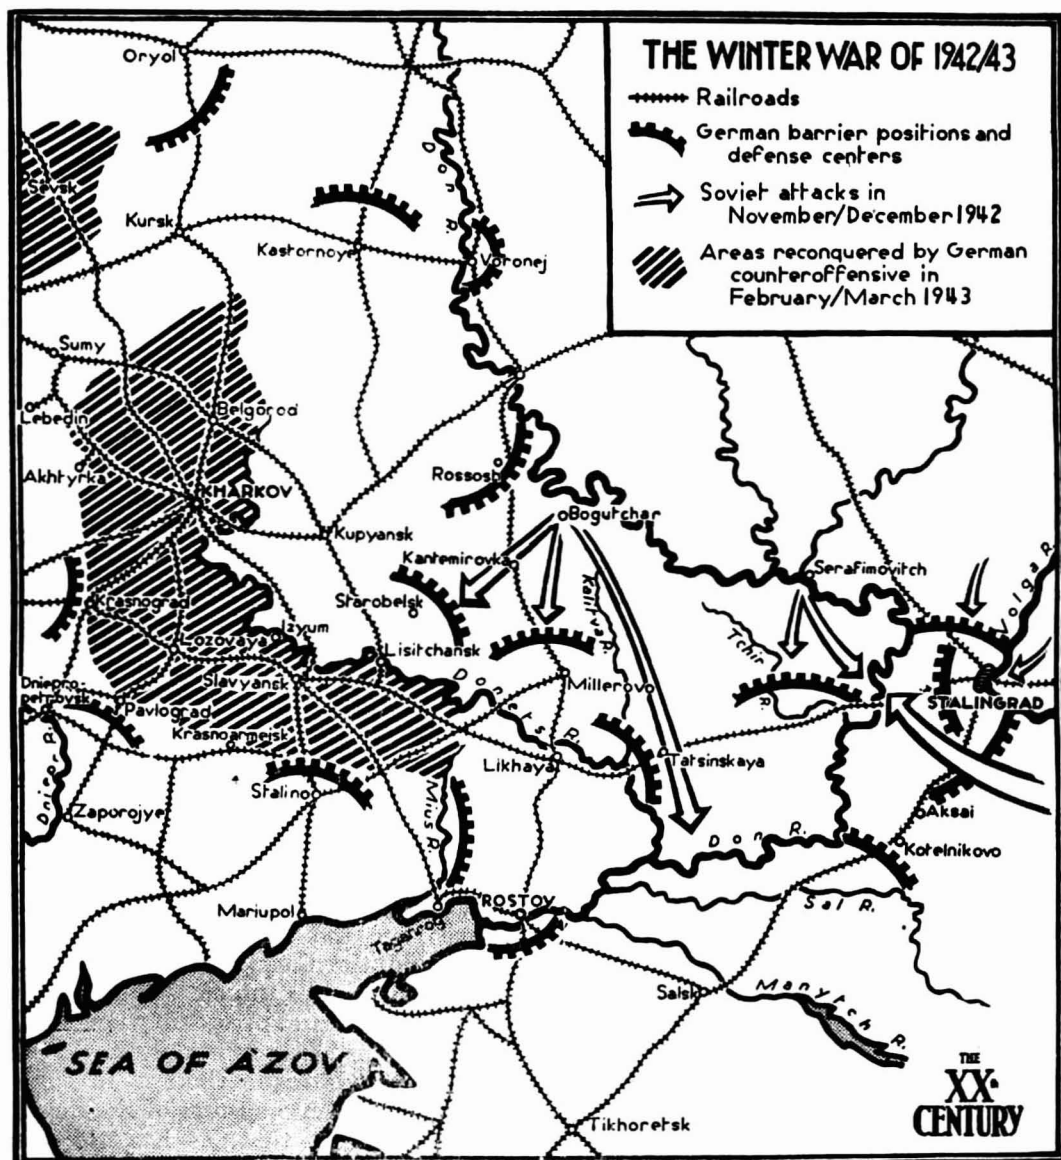 THE WINTER WAR OF 1942/43
Railroads
German barrier positions and
defense centers
Soviet attacks in
November/December 1942
Areas reconquered by German
counteroffensive in
February/March 1943
Oryol
Sevsk
Kursk
Kastornoye
Don R.
Voronej
Sumy
Lebedin
Belgorod
Akhtyrka
KHARKOV
Rossosh
Bogutchar
Kupyansk
Kantemirovka
Serafimovitch
Volga R.
Krasnograd
Starobelsk
Kalitva R.
Izyum
Lozovaya
Lisitchansk
Tchir R.
Dniepro-
petrovsk
Slavyansk
Donets R.
Millerovo
STALINGRAD
Pavlograd
Krasnoarmeisk
Likhaya
Tatsinskaya
Dniepr R.
Stalino
Mius R.
Zaporojye
Aksai
Don R.
Kotelnikovo
Mariupol
Taganrog
ROSTOV
Sal R.
Salsk
Manytch R.
SEA OF AZOV
THE
XX.
CENTURY
Tikhoretsk